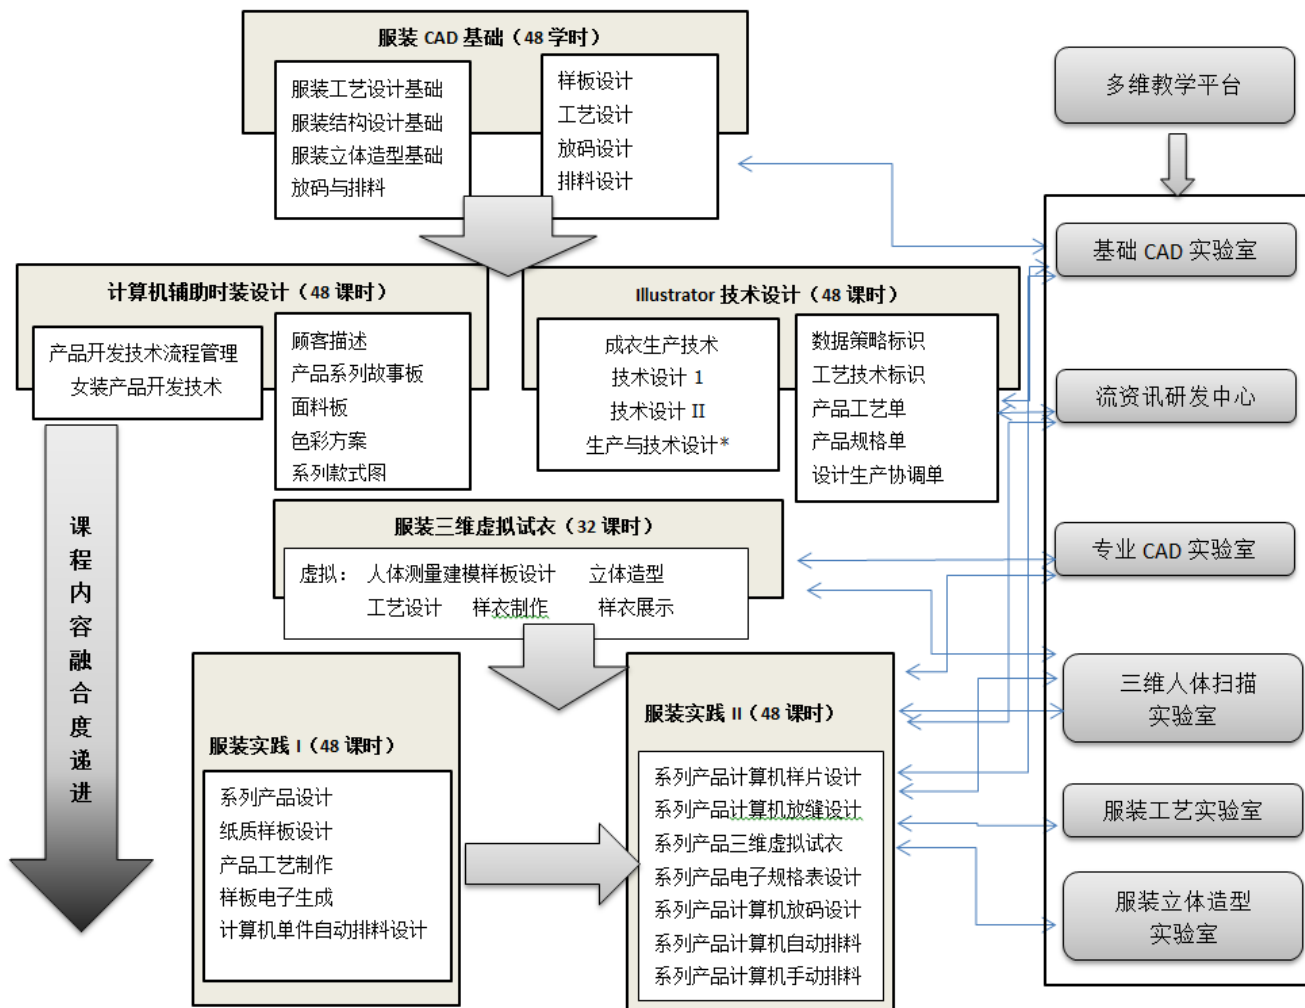 服装 CAD 基础（48 学时）
服装工艺设计基础
服装结构设计基础
服装立体造型基础
放码与排料
样板设计
工艺设计
放码设计
排料设计
计算机辅助时装设计（48 课时）
产品开发技术流程管理
女装产品开发技术
顾客描述
产品系列故事板
面料板
色彩方案
系列款式图
Illustrator 技术设计（48 课时）
成衣生产技术
技术设计 1
技术设计 II
生产与技术设计*
数据策略标识
工艺技术标识
产品工艺单
产品规格单
设计生产协调单
服装三维虚拟试衣（32 课时）
虚拟： 人体测量建模样板设计 立体造型
工艺设计 样衣制作 样衣展示
服装实践 I（48 课时）
系列产品设计
纸质样板设计
产品工艺制作
样板电子生成
计算机单件自动排料设计
服装实践 II（48 课时）
系列产品计算机样片设计
系列产品计算机放缝设计
系列产品三维虚拟试衣
系列产品电子规格表设计
系列产品计算机放码设计
系列产品计算机自动排料
系列产品计算机手动排料
课
程
内
容
融
合
度
递
进
多维教学平台
基础 CAD 实验室
流资讯研发中心
专业 CAD 实验室
三维人体扫描
实验室
服装工艺实验室
服装立体造型
实验室